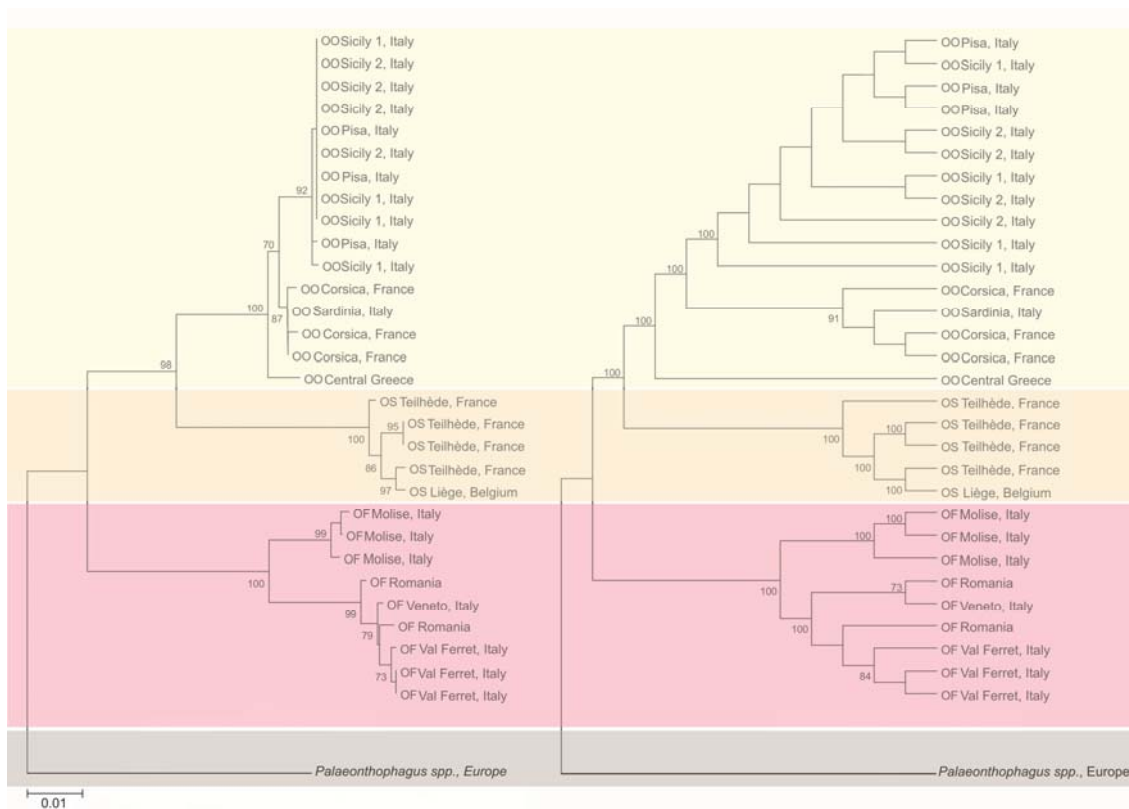 OO Sicily 1, Italy
OO Sicily 2, Italy
OO Sicily 2, Italy
OO Sicily 2, Italy
OO Pisa, Italy
OO Sicily 2, Italy
OO Pisa, Italy
OO Sicily 1, Italy
OO Sicily 1, Italy
OO Pisa, Italy
OO Sicily 1, Italy
OO Corsica, France
OO Sardinia, Italy
OO Corsica, France
OO Corsica, France
OO Central Greece
OS Teilhède, France
OS Teilhède, France
OS Teilhède, France
OS Teilhède, France
OS Liège, Belgium
OF Molise, Italy
OF Molise, Italy
OF Molise, Italy
OF Romania
OF Veneto, Italy
OF Romania
OF Val Ferret, Italy
OF Val Ferret, Italy
OF Val Ferret, Italy
Palaeonthophagus spp., Europe
92
70
100
87
98
100
95
86
97
99
100
99
79
73
0.01
OO Pisa, Italy
OO Sicily 1, Italy
OO Pisa, Italy
OO Pisa, Italy
OO Sicily 2, Italy
OO Sicily 2, Italy
OO Sicily 1, Italy
OO Sicily 2, Italy
OO Sicily 2, Italy
OO Sicily 1, Italy
OO Sicily 1, Italy
OO Corsica, France
OO Sardinia, Italy
OO Corsica, France
OO Corsica, France
OO Central Greece
OS Teilhède, France
OS Teilhède, France
OS Teilhède, France
OS Teilhède, France
OS Liège, Belgium
OF Molise, Italy
OF Molise, Italy
OF Molise, Italy
OF Romania
OF Veneto, Italy
OF Romania
OF Val Ferret, Italy
OF Val Ferret, Italy
OF Val Ferret, Italy
Palaeonthophagus spp., Europe
100
100
100
91
100
100
100
100
100
100
100
73
100
100
84